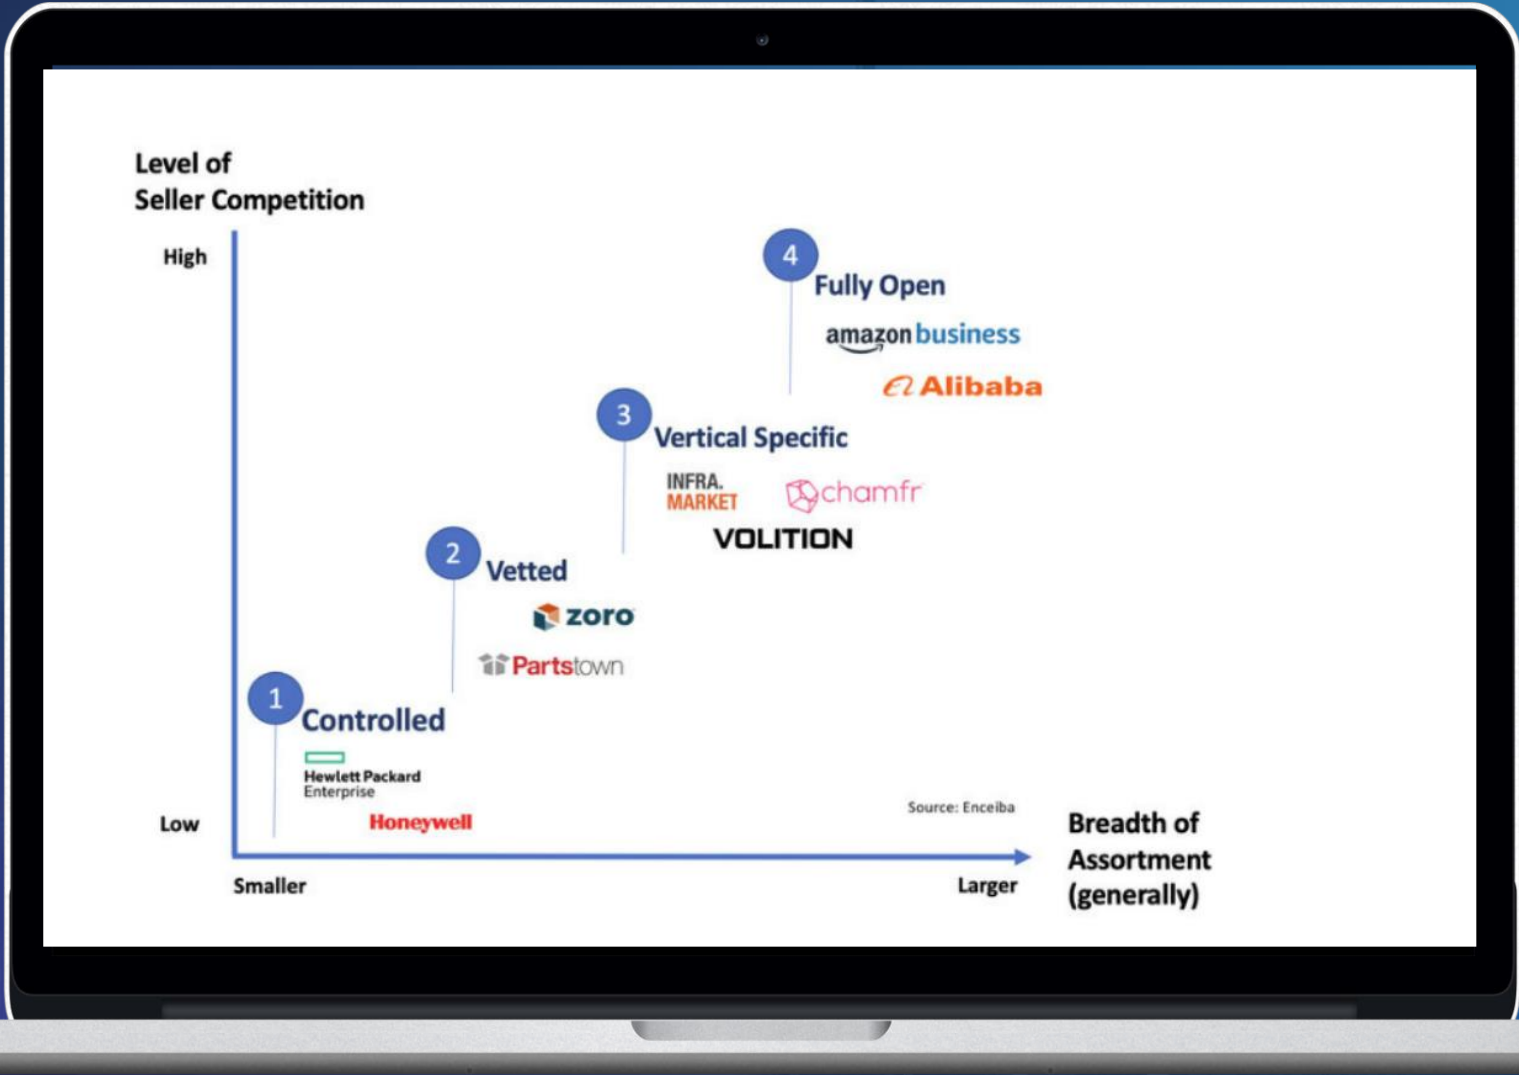 Level of
Seller Competition
High
4
Fully Open
amazon business
Alibaba
3
Vertical Specific
INFRA.
MARKET
chamfr
VOLITION
2
Vetted
zoro
Partstown
1
Controlled
Hewlett Packard
Enterprise
Honeywell
Low
Source: Enceiba
Breadth of
Assortment
(generally)
Smaller
Larger